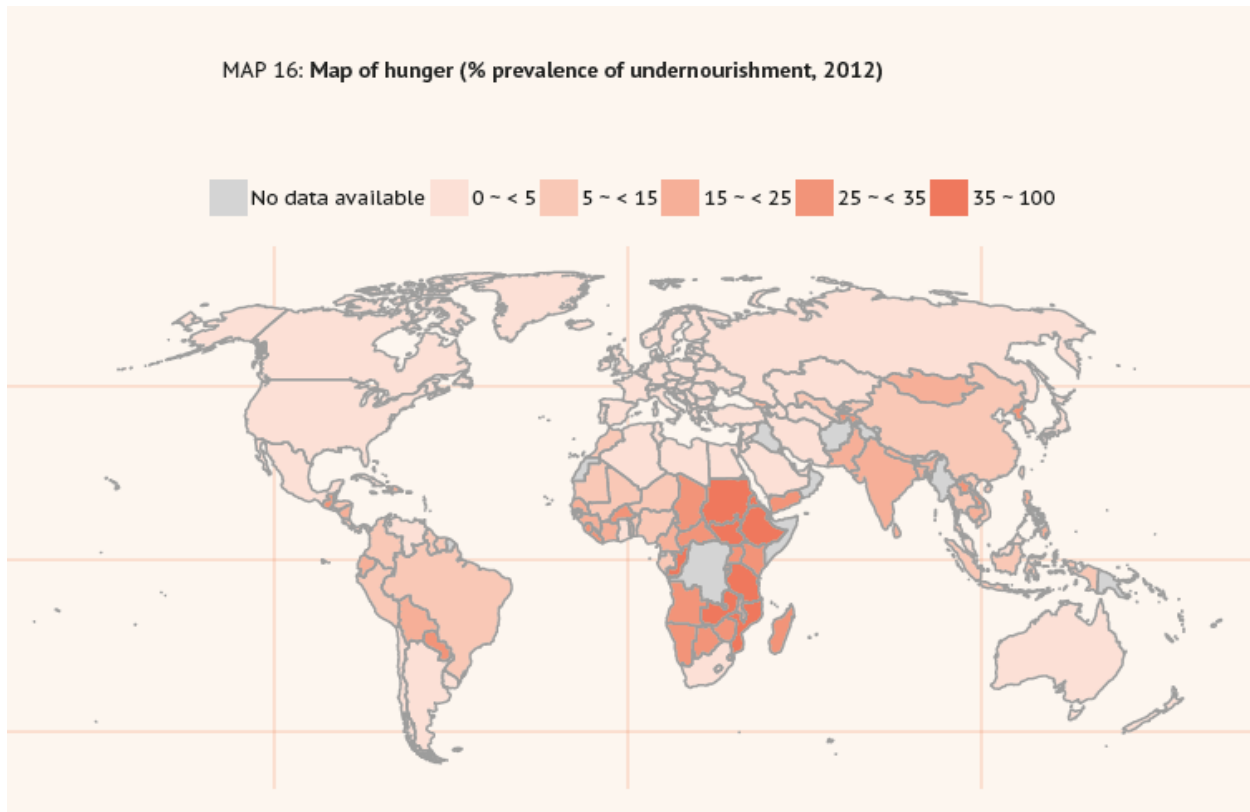 MAP 16: Map of hunger (% prevalence of undernourishment, 2012)
No data available 0 ~ < 5 5 ~ < 15 15 ~ < 25 25 ~ < 35 35 ~ 100